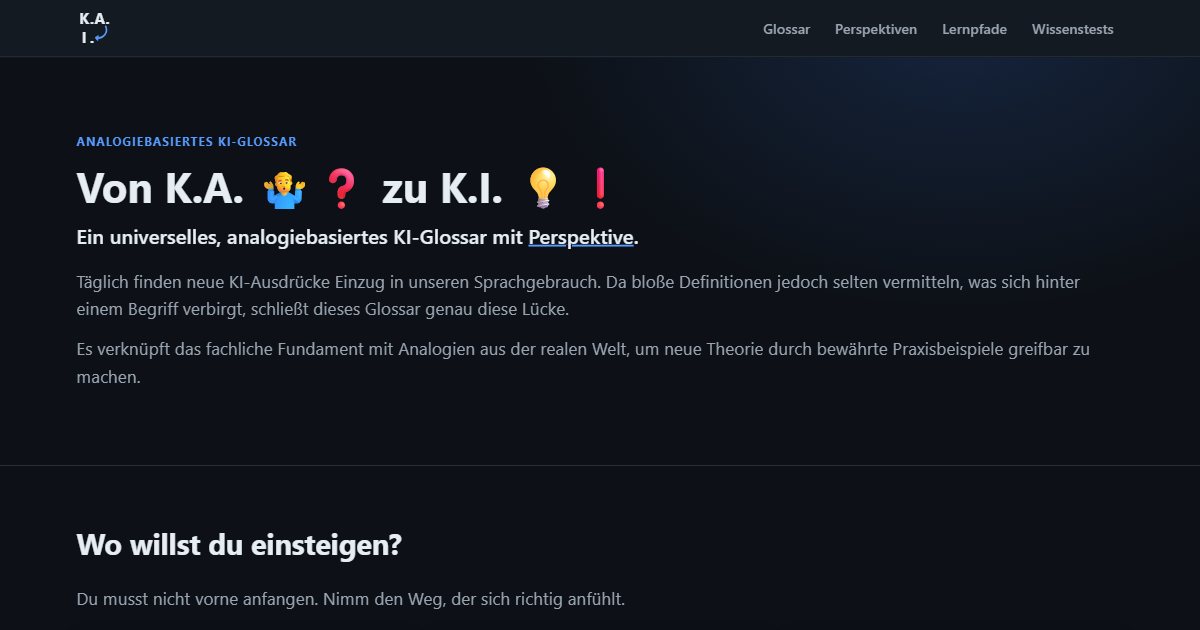 K.A.
I.
Glossar
Perspektiven
Lernpfade
Wissenstests
ANALOGIEBASIERTES KI-GLOSSAR
Von K.A. 🤷‍♂️ ❓ zu K.I. 💡 ❗
Ein universelles, analogiebasiertes KI-Glossar mit Perspektive.
Täglich finden neue KI-Ausdrücke Einzug in unseren Sprachgebrauch. Da bloße Definitionen jedoch selten vermitteln, was sich hinter
einem Begriff verbirgt, schließt dieses Glossar genau diese Lücke.
Es verknüpft das fachliche Fundament mit Analogien aus der realen Welt, um neue Theorie durch bewährte Praxisbeispiele greifbar zu
machen.
Wo willst du einsteigen?
Du musst nicht vorne anfangen. Nimm den Weg, der sich richtig anfühlt.